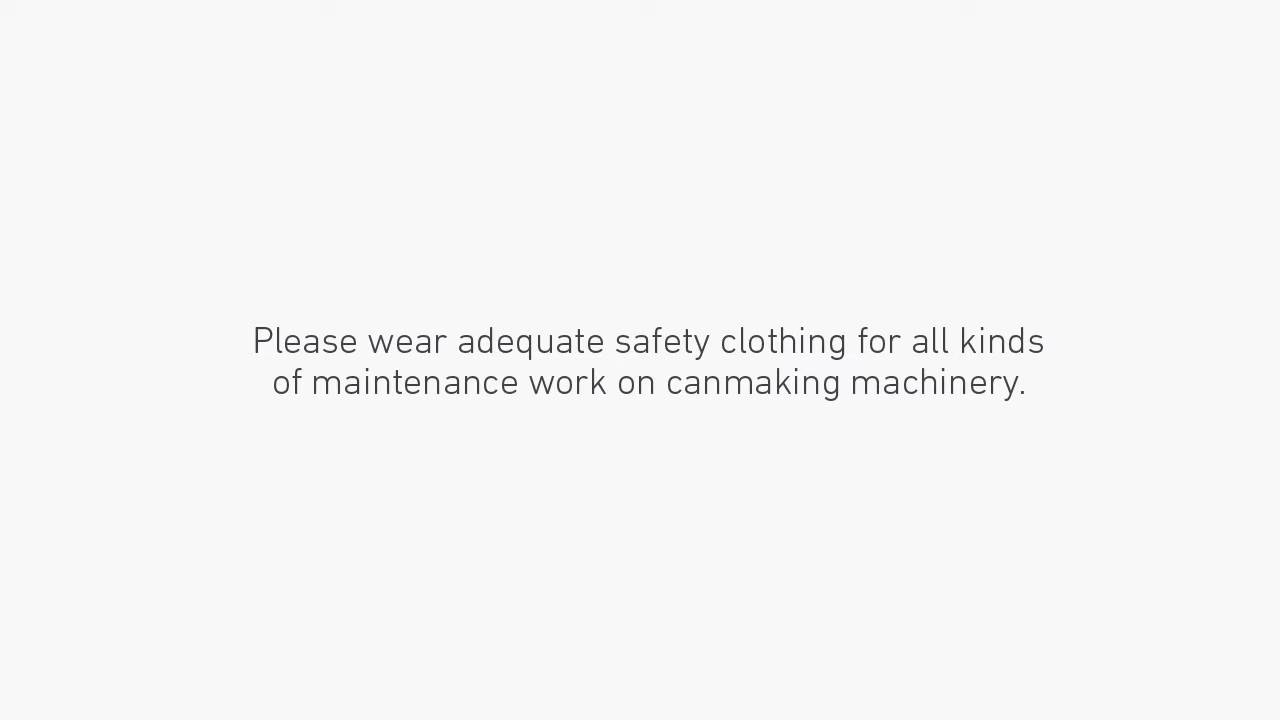 Please wear adequate safety clothing for all kinds
of maintenance work on canmaking machinery.